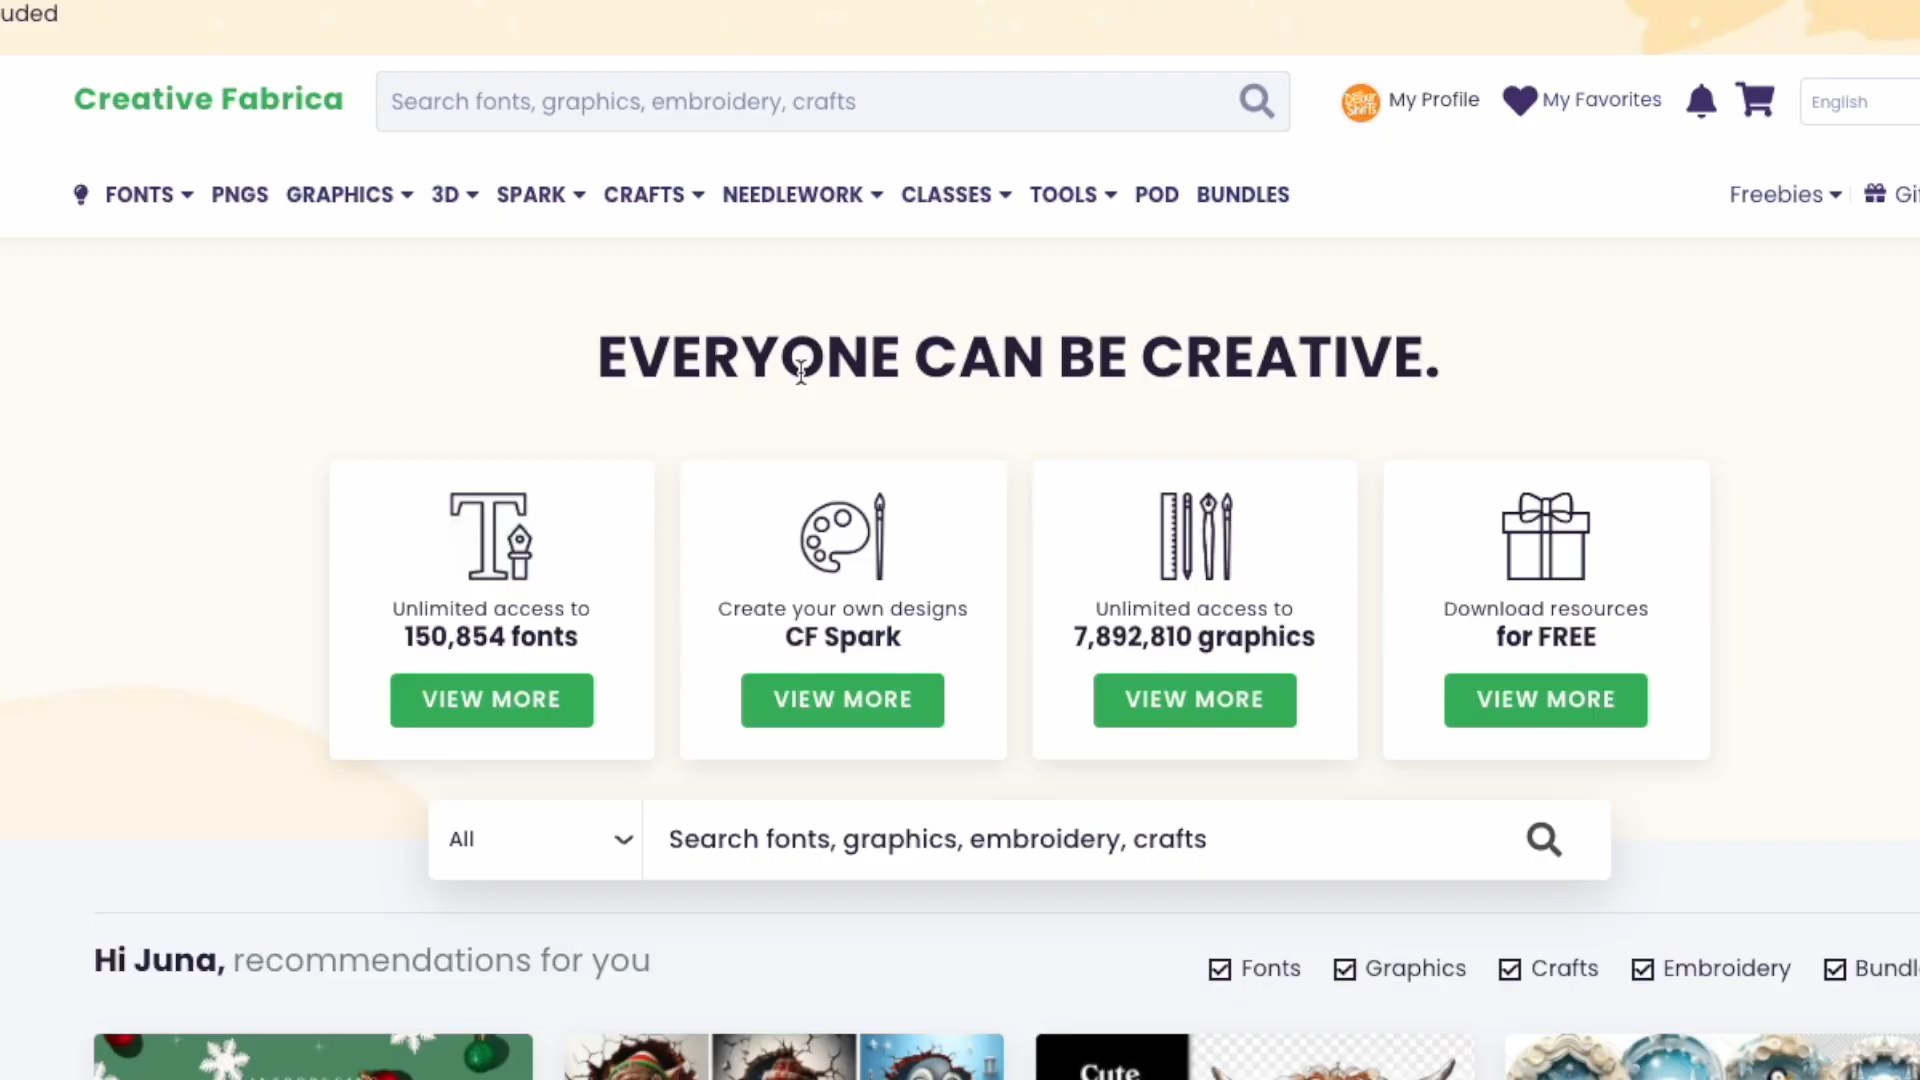 uded
Creative Fabrica
Search fonts, graphics, embroidery, crafts
My Profile
My Favorites
English
FONTS
PNGS
GRAPHICS
3D
SPARK
CRAFTS
NEEDLEWORK
CLASSES
TOOLS
POD
BUNDLES
Freebies
Gif
EVERYONE CAN BE CREATIVE.
Unlimited access to
150,854 fonts
VIEW MORE
Create your own designs
CF Spark
VIEW MORE
Unlimited access to
7,892,810 graphics
VIEW MORE
Download resources
for FREE
VIEW MORE
All
Search fonts, graphics, embroidery, crafts
Hi Juna, recommendations for you
Fonts
Graphics
Crafts
Embroidery
Bundl
Cute